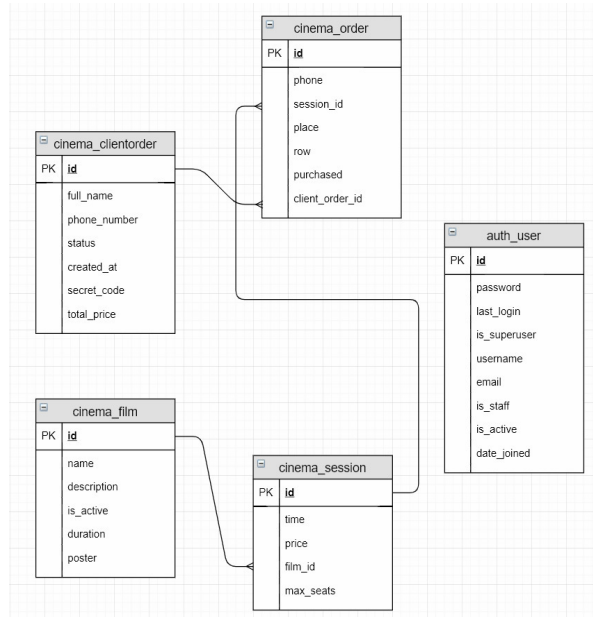 cinema_order
PK id
phone
session_id
place
row
purchased
client_order_id
cinema_clientorder
PK id
full_name
phone_number
status
created_at
secret_code
total_price
auth_user
PK id
password
last_login
is_superuser
username
email
is_staff
is_active
date_joined
cinema_film
PK id
name
description
is_active
duration
poster
cinema_session
PK id
time
price
film_id
max_seats